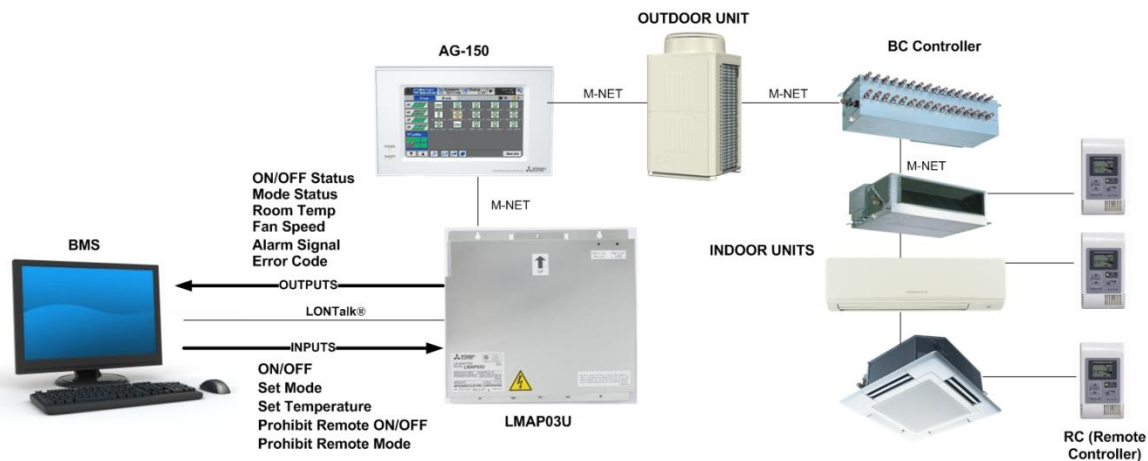 OUTDOOR UNIT
AG-150
BC Controller
M-NET
M-NET
M-NET
M-NET
ON/OFF Status
Mode Status
Room Temp
Fan Speed
Alarm Signal
Error Code
BMS
OUTPUTS
LONTalk®
INPUTS
ON/OFF
Set Mode
Set Temperature
Prohibit Remote ON/OFF
Prohibit Remote Mode
UP
LMAP03U
INDOOR UNITS
RC (Remote
Controller)